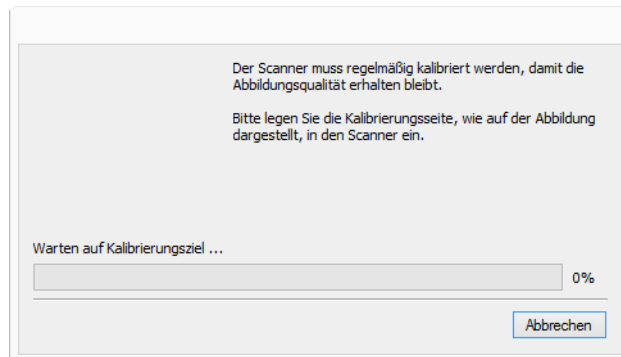 Der Scanner muss regelmäßig kalibriert werden, damit die
Abbildungsqualität erhalten bleibt.
Bitte legen Sie die Kalibrierungsseite, wie auf der Abbildung
dargestellt, in den Scanner ein.
Warten auf Kalibrierungsziel ...
0%
Abbrechen